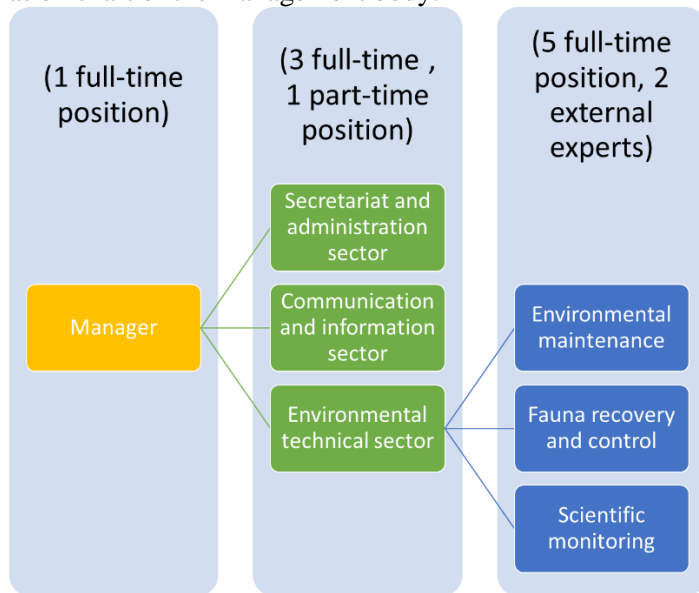 management body.
(1 full-time
position)
(3 full-time ,
1 part-time
position)
(5 full-time
position, 2
external
experts)
Secretariat and
administration
sector
Manager
Communication
and information
sector
Environmental
technical sector
Environmental
maintenance
Fauna recovery
and control
Scientific
monitoring